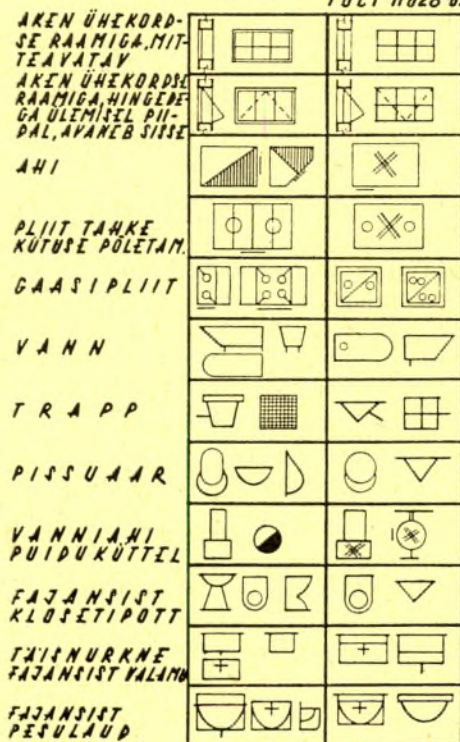 AKEN ÜHEKORD-
SE RAAMIGA, MIT-
TEAVATAV
AKEN ÜHEKORDSE
RAAMIGA, HINGEDE-
GA ÜLEMISEL PII-
DAL, AVANEB SISSE
AHI
PLIIT TAHKE
KÜTUSE PÕLETAM.
GAASIPLIIT
VANN
TRAPP
PISSUAAR
VANNIAHI
PUIDUKÜTTEL
FAJANSIST
KLOSETIPOTT
TÄISNURKNE
FAJANSIST VALAMU
FAJANSIST
PESULAUD